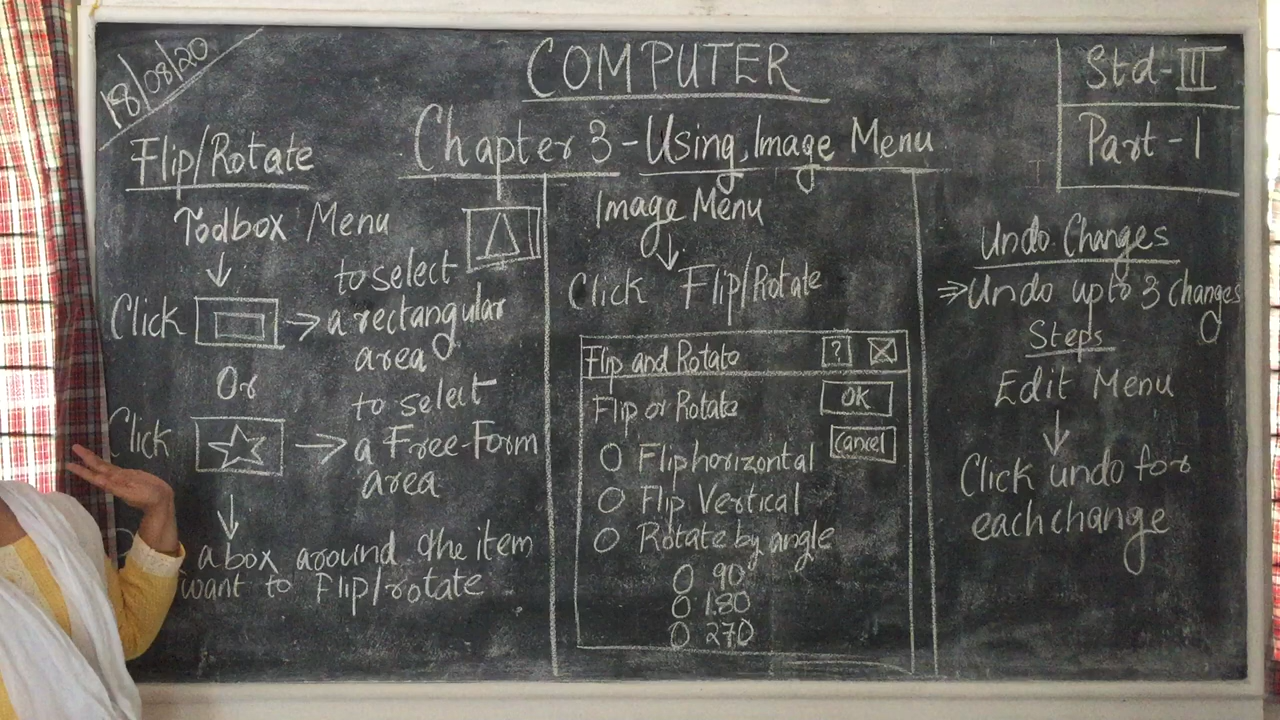 18/08/20
COMPUTER
Std-III
Part-1
Chapter 3 - Using Image Menu
Flip/Rotate
Toolbox Menu
Click
to select
a rectangular
area
Or
Click
to select
a Free-Form
area
a box around the item
want to Flip/rotate
Image Menu
Click Flip/Rotate
Flip and Rotate ? X
Flip or Rotate OK
Cancel
Flip horizontal
Flip Vertical
Rotate by angle
90
180
270
Undo Changes
Undo upto 3 Changes
Steps
Edit Menu
Click undo for
each change